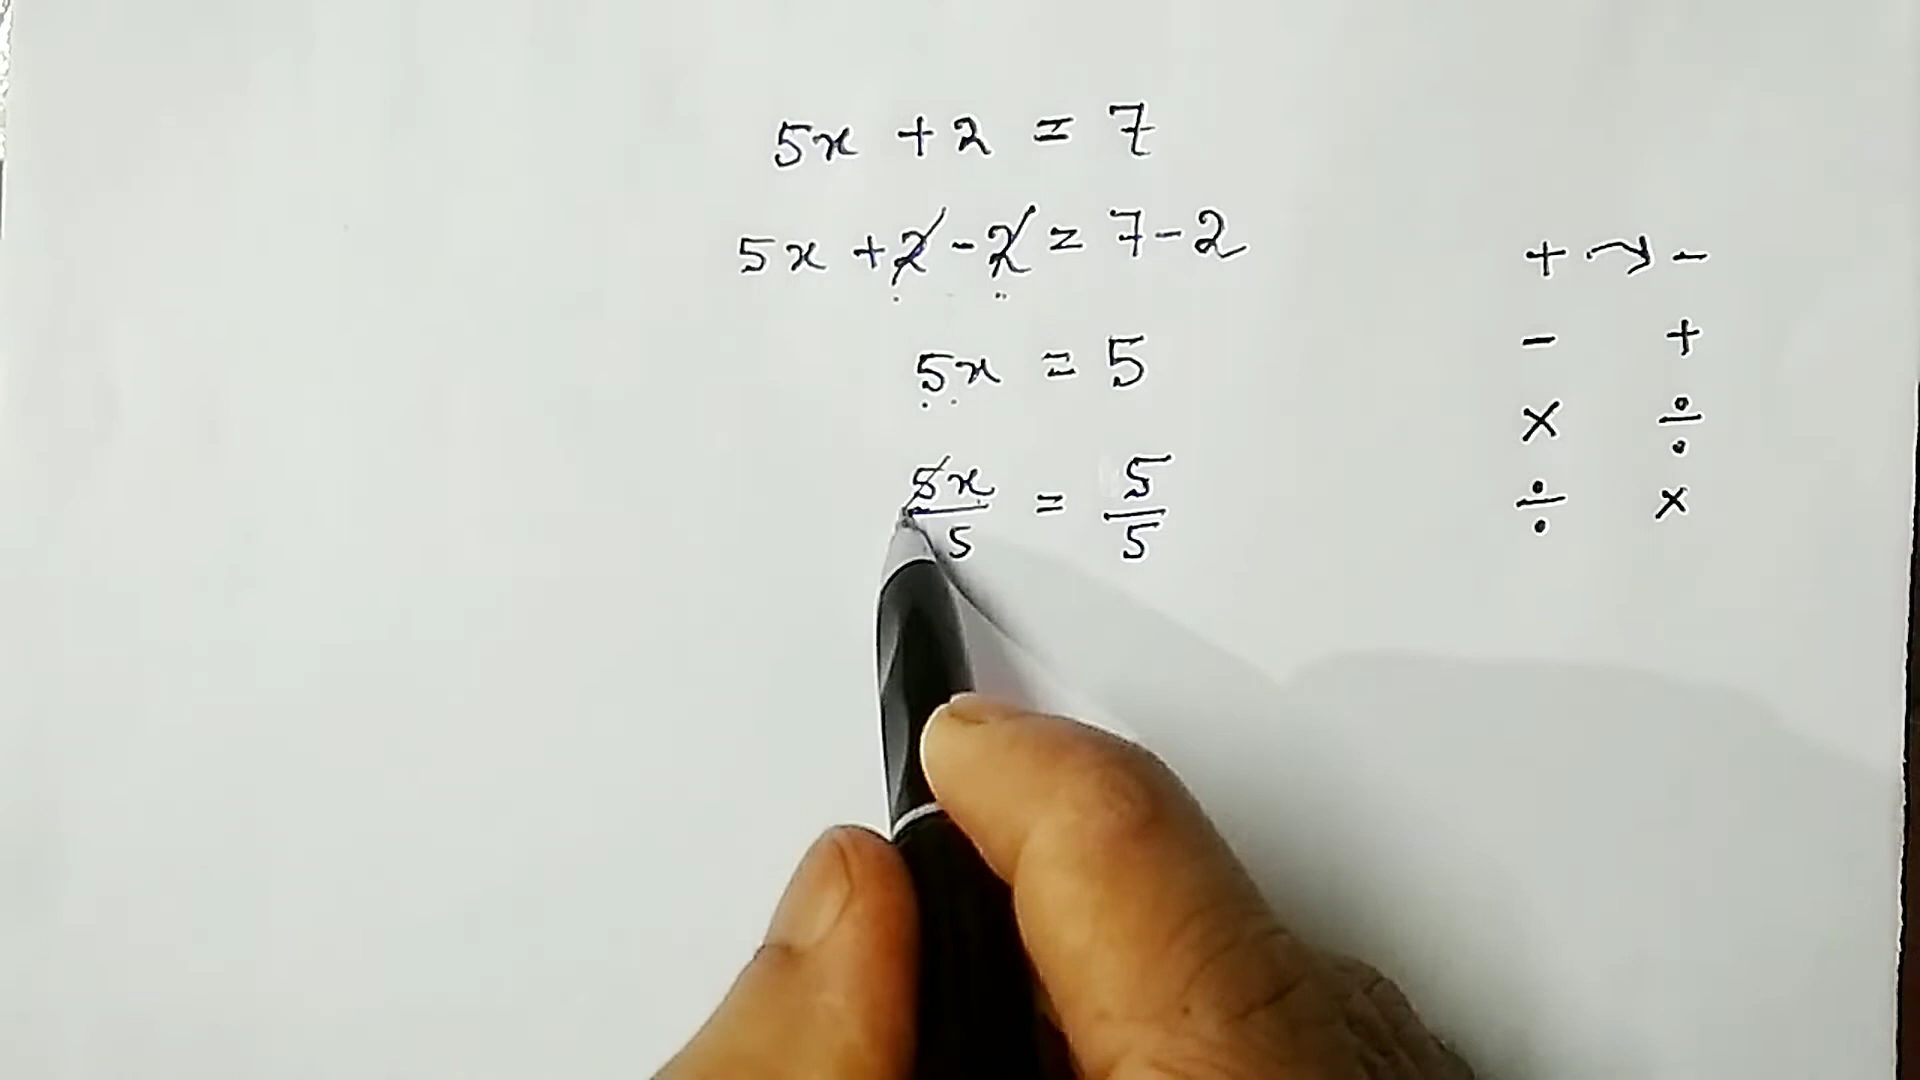 5x + 2 = 7
5x + 2 - 2 = 7 - 2
5x = 5
5x/5 = 5/5
+ → -
- +
× ÷
÷ ×